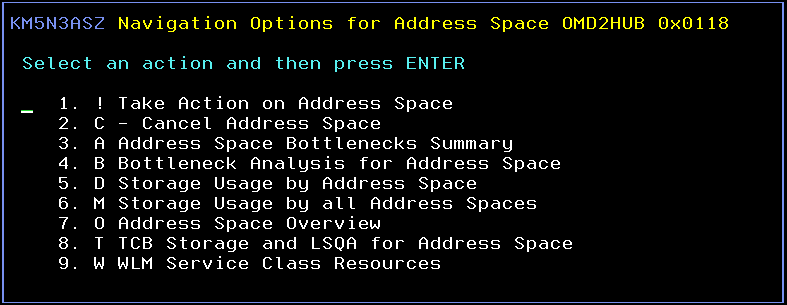 KM5N3ASZ Navigation Options for Address Space OMD2HUB 0x0118
Select an action and then press ENTER
_ 1. ! Take Action on Address Space
2. C - Cancel Address Space
3. A Address Space Bottlenecks Summary
4. B Bottleneck Analysis for Address Space
5. D Storage Usage by Address Space
6. M Storage Usage by all Address Spaces
7. O Address Space Overview
8. T TCB Storage and LSQA for Address Space
9. W WLM Service Class Resources